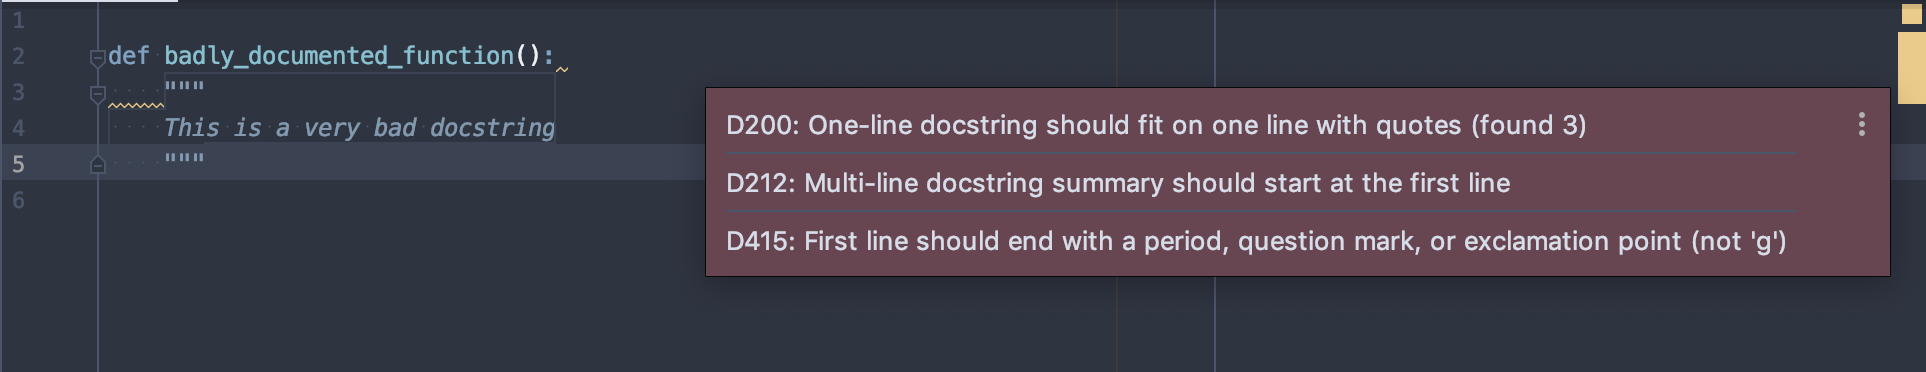 1
2 def badly_documented_function():
3 """
4 This is a very bad docstring
5 """
6
D200: One-line docstring should fit on one line with quotes (found 3)
D212: Multi-line docstring summary should start at the first line
D415: First line should end with a period, question mark, or exclamation point (not 'g')